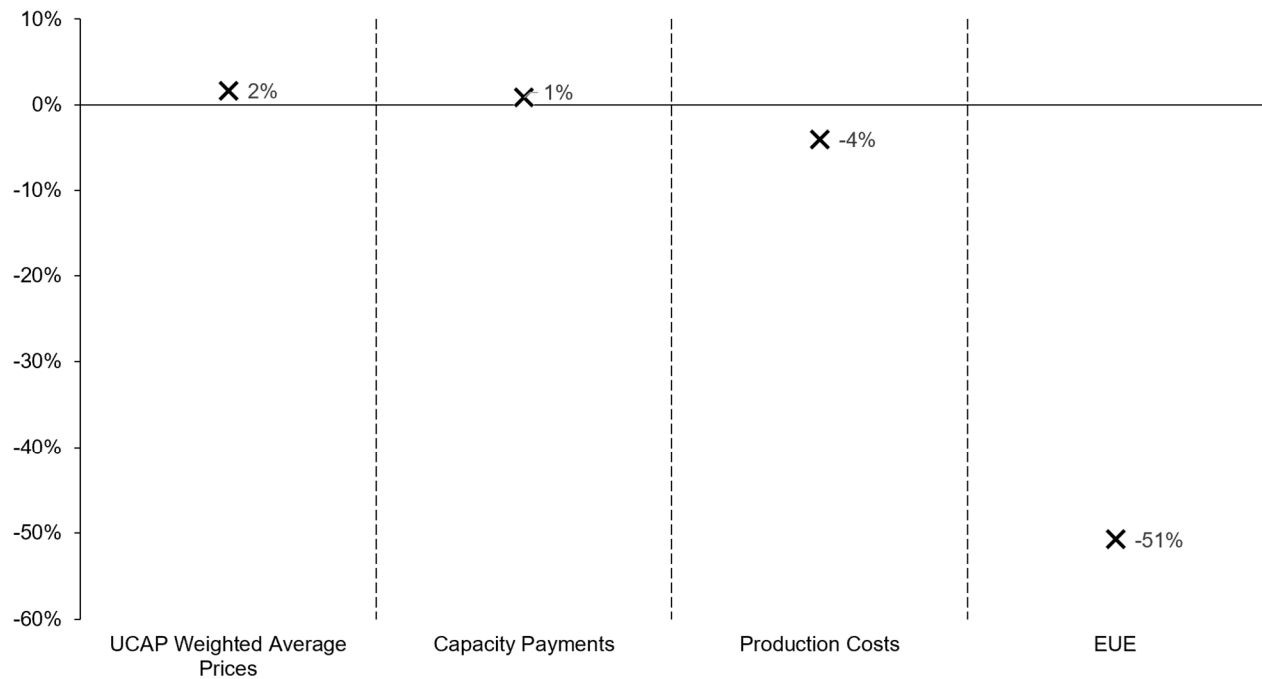 10%
0%
-10%
-20%
-30%
-40%
-50%
-60%
2%
1%
-4%
-51%
UCAP Weighted Average
Prices
Capacity Payments
Production Costs
EUE